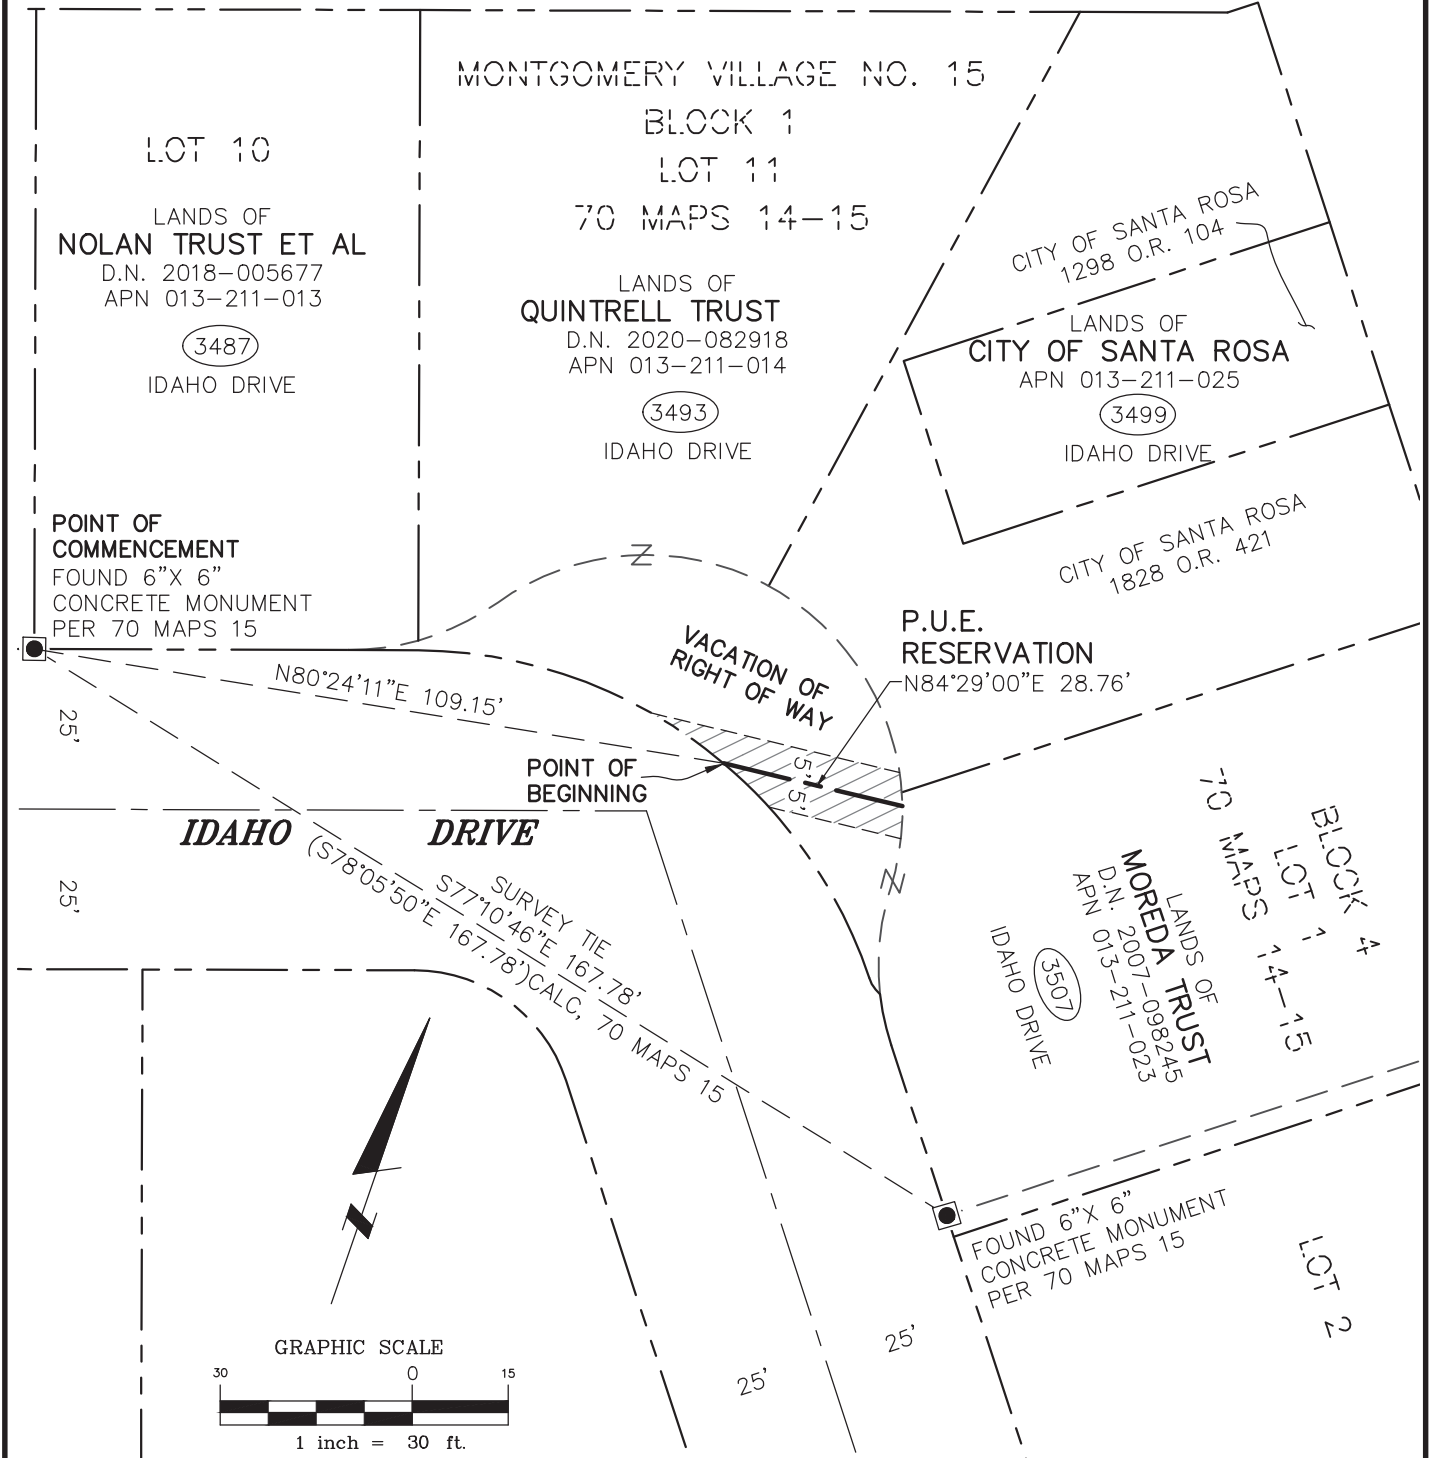 MONTGOMERY VILLAGE NO. 15
BLOCK 1
LOT 11
70 MAPS 14-15
LOT 10
LANDS OF
NOLAN TRUST ET AL
D.N. 2018-005677
APN 013-211-013
3487
IDAHO DRIVE
LANDS OF
QUINTRELL TRUST
D.N. 2020-082918
APN 013-211-014
3493
IDAHO DRIVE
CITY OF SANTA ROSA
1298 O.R. 104
LANDS OF
CITY OF SANTA ROSA
APN 013-211-025
3499
IDAHO DRIVE
CITY OF SANTA ROSA
1828 O.R. 421
POINT OF
COMMENCEMENT
FOUND 6"X 6"
CONCRETE MONUMENT
PER 70 MAPS 15
N80°24'11"E 109.15'
VACATION OF
RIGHT OF WAY
P.U.E.
RESERVATION
N84°29'00"E 28.76'
5'
5'
POINT OF
BEGINNING
25'
25'
IDAHO DRIVE
SURVEY TIE
S77°10'46"E 167.78'
(S78°05'50"E 167.78')CALC, 70 MAPS 15
BLOCK 4
LOT 1
70 MAPS 14-15
LANDS OF
MOREDA TRUST
D.N. 2007-098245
APN 013-211-023
3507
IDAHO DRIVE
FOUND 6"X 6"
CONCRETE MONUMENT
PER 70 MAPS 15
LOT 2
25'
25'
GRAPHIC SCALE
30 0 15
1 inch = 30 ft.